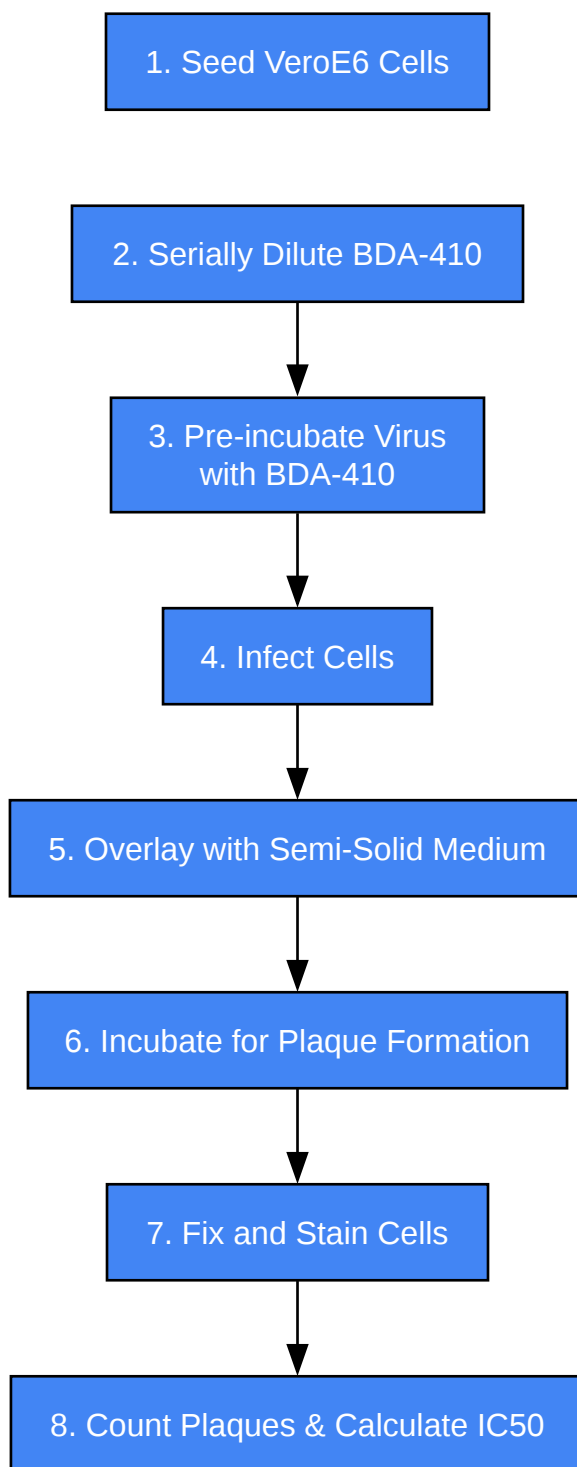 1. Seed VeroE6 Cells
2. Serially Dilute BDA-410
3. Pre-incubate Virus
with BDA-410
4. Infect Cells
5. Overlay with Semi-Solid Medium
6. Incubate for Plaque Formation
7. Fix and Stain Cells
8. Count Plaques & Calculate IC50